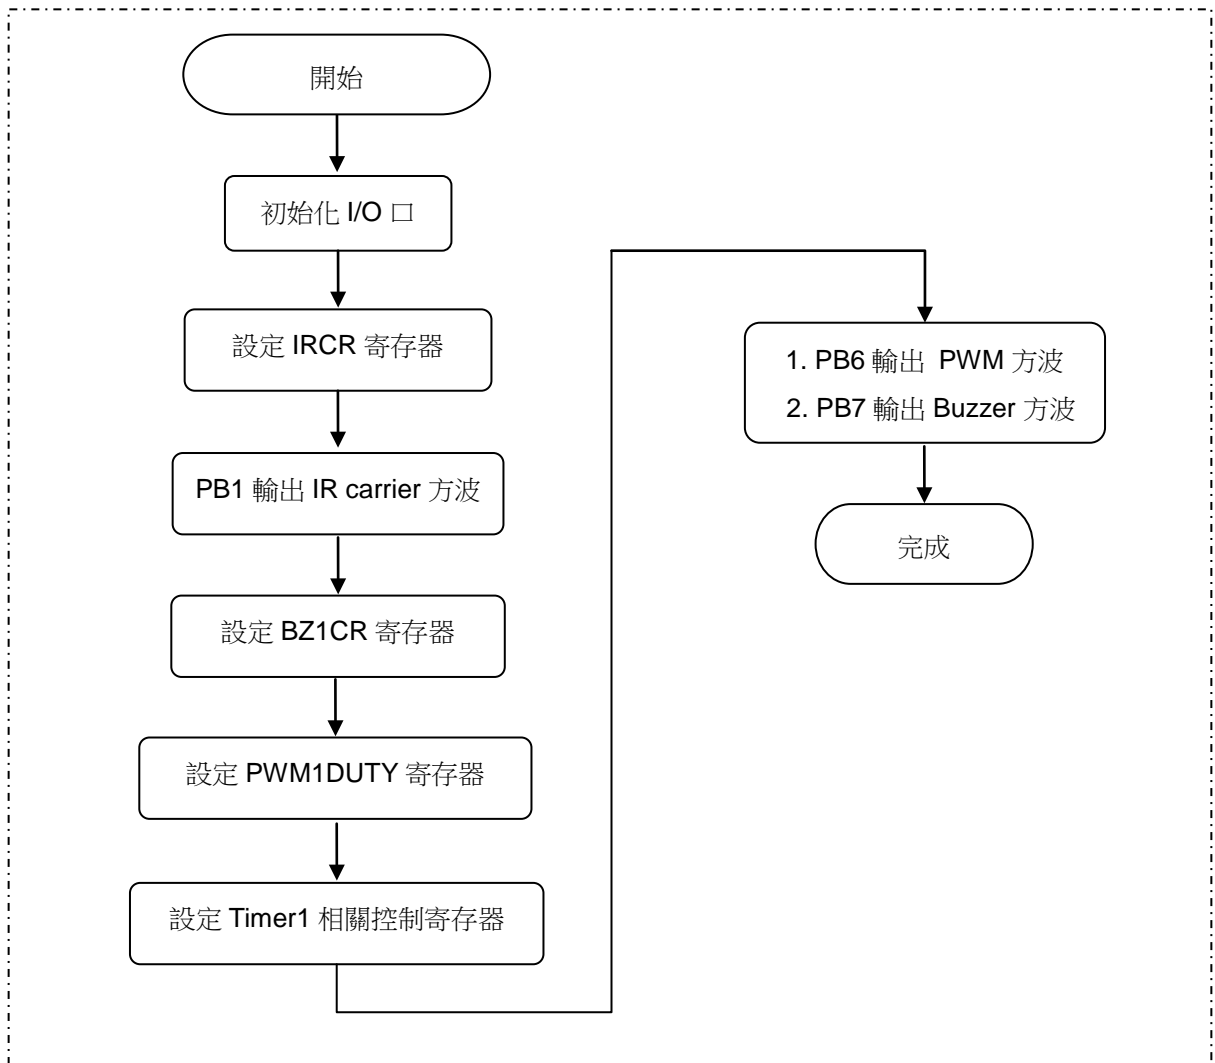 開始
初始化 I/O 口
設定 IRCR 寄存器
PB1 輸出 IR carrier 方波
設定 BZ1CR 寄存器
設定 PWM1DUTY 寄存器
設定 Timer1 相關控制寄存器
1. PB6 輸出 PWM 方波
2. PB7 輸出 Buzzer 方波
完成